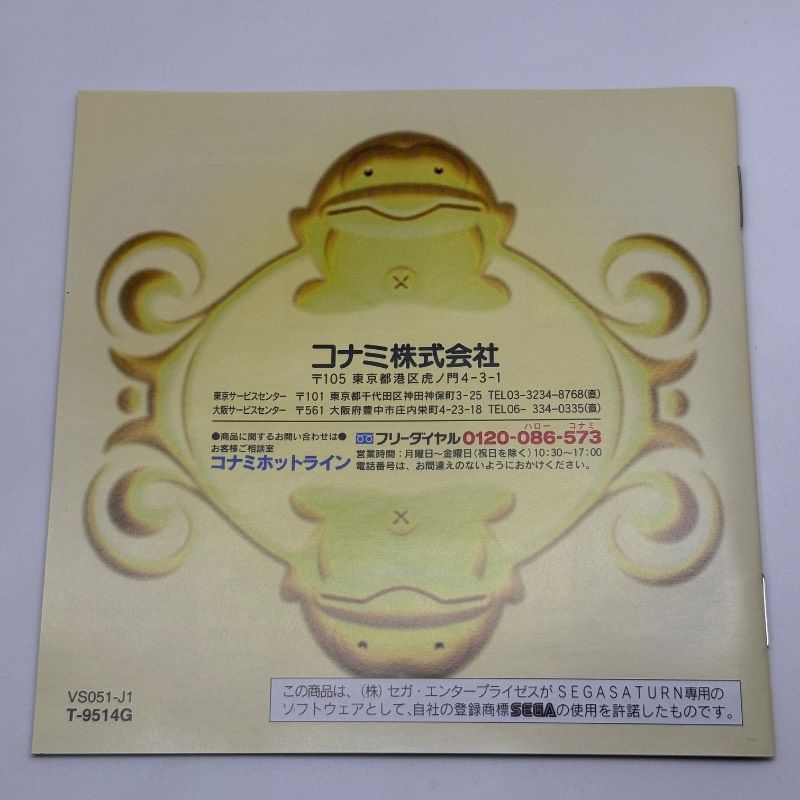 コナミ株式会社
〒105 東京都港区虎ノ門4-3-1
東京サービスセンター 〒101 東京都千代田区神田神保町3-25 TEL03-3234-8768(直)
大阪サービスセンター 〒561 大阪府豊中市庄内栄町4-23-18 TEL06- 334-0335(直)
●商品に関するお問い合わせは●
お客様ご相談室
コナミホットライン
ハロー コナミ
フリーダイヤル 0120-086-573
営業時間:月曜日〜金曜日(祝日を除く)10:30〜17:00
電話番号は、お間違えのないようにおかけください。
VS051-J1
T-9514G
この商品は、(株)セガ・エンタープライゼスがSEGASATURN専用の
ソフトウェアとして、自社の登録商標SEGAの使用を許諾したものです。